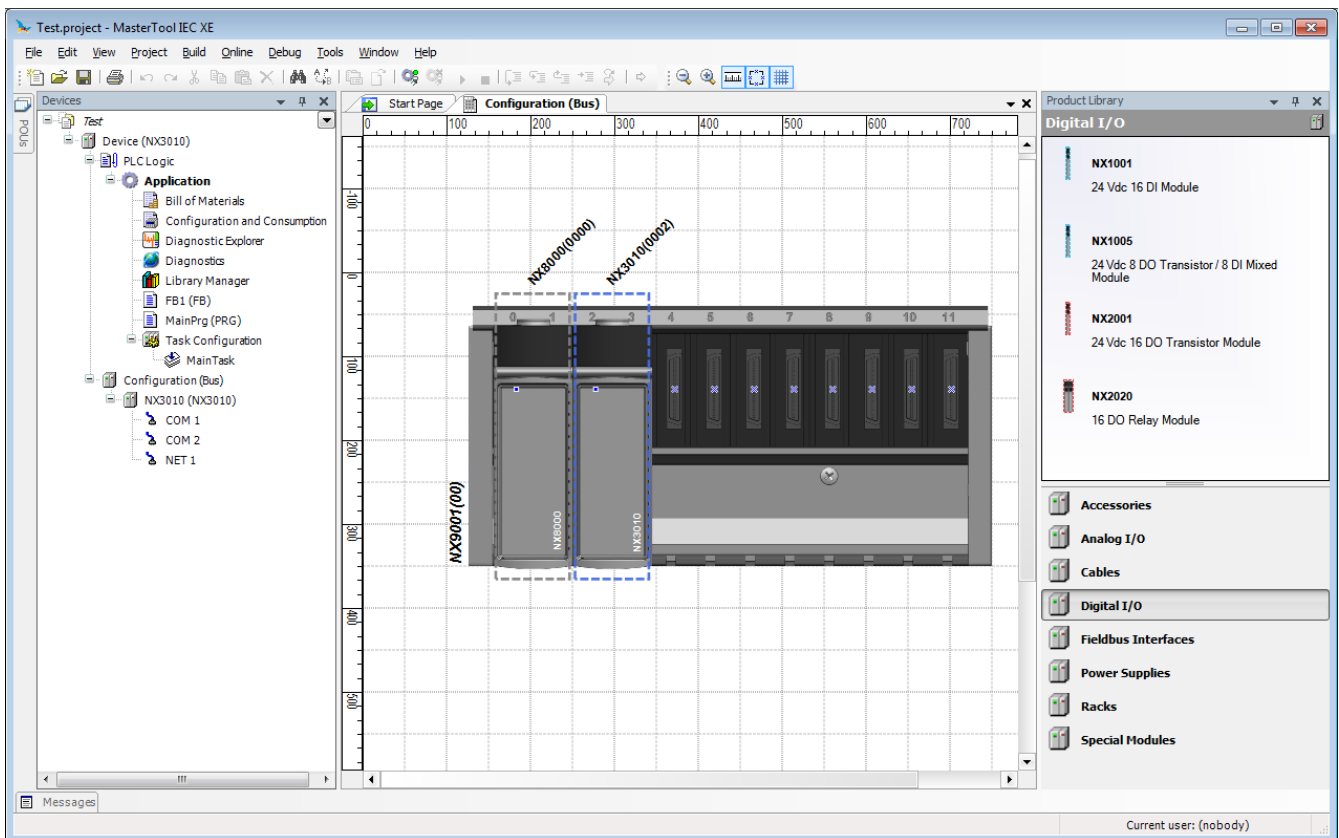 Test.project - MasterTool IEC XE
File Edit View Project Build Online Debug Tools Window Help
Devices
POUs
Test
Device (NX3010)
PLC Logic
Application
Bill of Materials
Configuration and Consumption
Diagnostic Explorer
Diagnostics
Library Manager
FB1 (FB)
MainPrg (PRG)
Task Configuration
MainTask
Configuration (Bus)
NX3010 (NX3010)
COM 1
COM 2
NET 1
Start Page
Configuration (Bus)
0 100 200 300 400 500 600 700
-100
0
100
200
300
400
500
NX8000(0000)
NX3010(0002)
0 1 2 3 4 5 6 7 8 9 10 11
NX9001(00)
NX8000
NX3010
Product Library
Digital I/O
NX1001
24 Vdc 16 DI Module
NX1005
24 Vdc 8 DO Transistor / 8 DI Mixed
Module
NX2001
24 Vdc 16 DO Transistor Module
NX2020
16 DO Relay Module
Accessories
Analog I/O
Cables
Digital I/O
Fieldbus Interfaces
Power Supplies
Racks
Special Modules
Messages
Current user: (nobody)